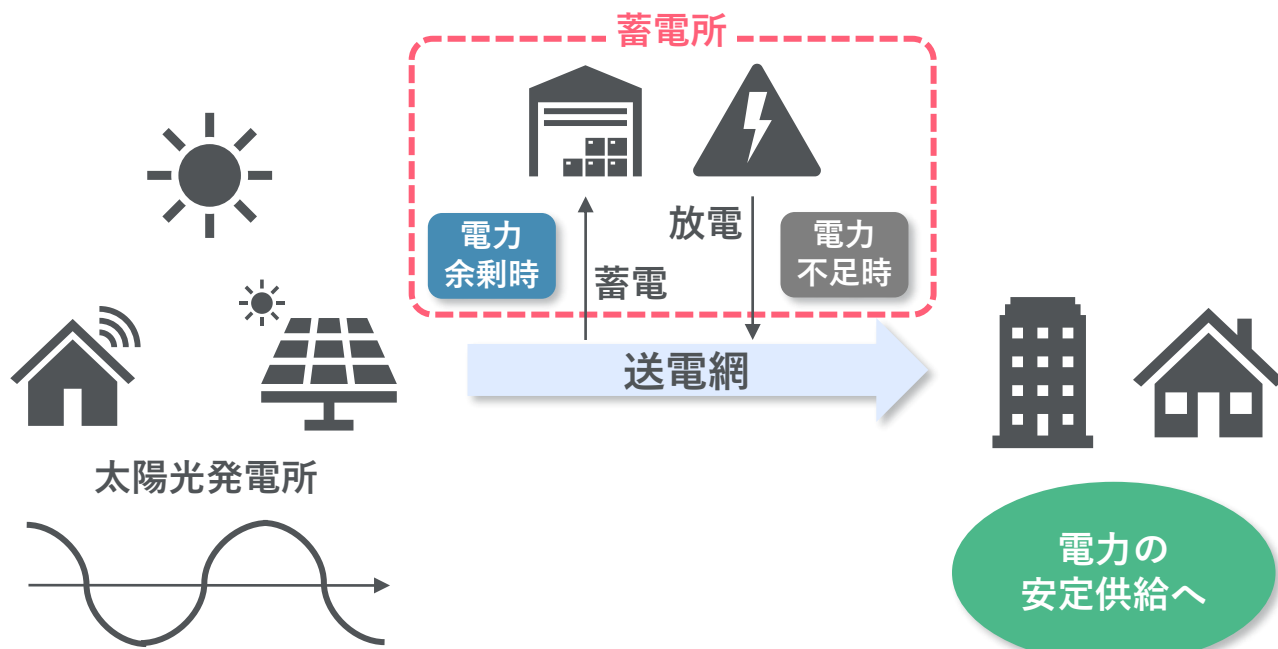 蓄電所
電力
余剰時
蓄電
放電
電力
不足時
送電網
太陽光発電所
電力の
安定供給へ